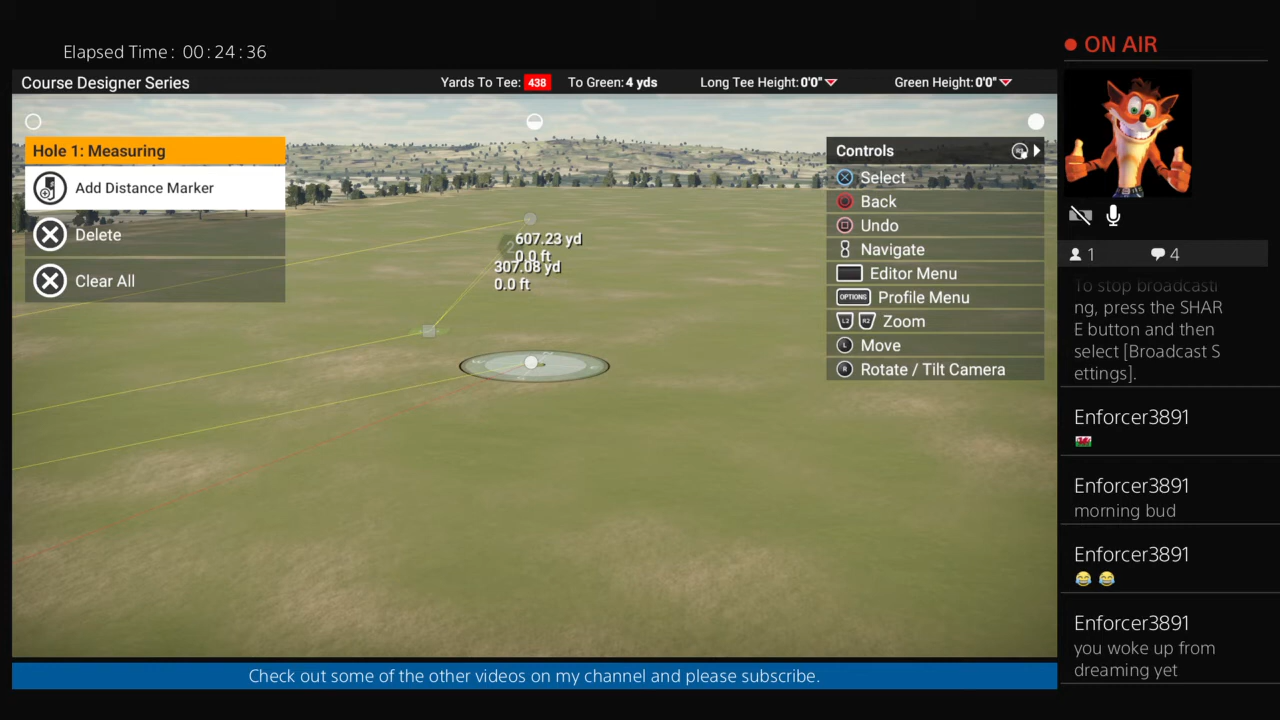 Elapsed Time: 00:24:36
ON AIR
Course Designer Series
Yards To Tee: 438
To Green: 4 yds
Long Tee Height: 0'0"
Green Height: 0'0"
Hole 1: Measuring
Add Distance Marker
Delete
Clear All
2
607.23 yd
0.0 ft
307.08 yd
0.0 ft
Controls
Select
Back
Undo
Navigate
Editor Menu
OPTIONS Profile Menu
L2 R2 Zoom
L Move
R Rotate / Tilt Camera
1
4
To stop broadcasti
ng, press the SHAR
E button and then
select [Broadcast S
ettings].
Enforcer3891
Enforcer3891
morning bud
Enforcer3891
Enforcer3891
you woke up from
dreaming yet
Check out some of the other videos on my channel and please subscribe.